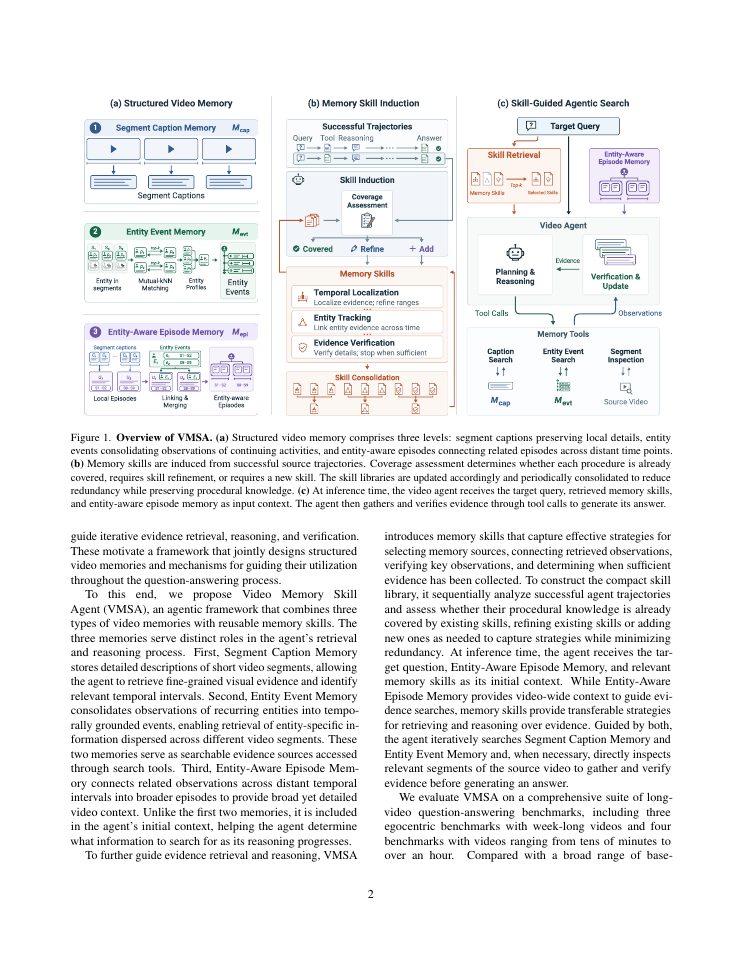 (a) Structured Video Memory
1 Segment Caption Memory M_cap
Segment Captions
2 Entity Event Memory M_evt
Entity in segments
Mutual-kNN Matching
Entity Profiles
Entity Events
3 Entity-Aware Episode Memory M_epi
Segment captions
Entity Events
Local Episodes
Linking & Merging
Entity-aware Episodes
(b) Memory Skill Induction
Successful Trajectories
Query Tool Reasoning Answer
Skill Induction
Coverage Assessment
Covered Refine + Add
Memory Skills
Temporal Localization
Localize evidence; refine ranges
Entity Tracking
Link entity evidence across time
Evidence Verification
Verify details; stop when sufficient
Skill Consolidation
(c) Skill-Guided Agentic Search
Target Query
Skill Retrieval
Top-k
Memory Skills
Selected Skills
Entity-Aware Episode Memory
Video Agent
Planning & Reasoning
Evidence
Verification & Update
Tool Calls
Observations
Memory Tools
Caption Search
Entity Event Search
Segment Inspection
M_cap
M_evt
Source Video
Figure 1. Overview of VMSA. (a) Structured video memory comprises three levels: segment captions preserving local details, entity
events consolidating observations of continuing activities, and entity-aware episodes connecting related episodes across distant time points.
(b) Memory skills are induced from successful source trajectories. Coverage assessment determines whether each procedure is already
covered, requires skill refinement, or requires a new skill. The skill libraries are updated accordingly and periodically consolidated to reduce
redundancy while preserving procedural knowledge. (c) At inference time, the video agent receives the target query, retrieved memory skills,
and entity-aware episode memory as input context. The agent then gathers and verifies evidence through tool calls to generate its answer.
guide iterative evidence retrieval, reasoning, and verification.
These motivate a framework that jointly designs structured
video memories and mechanisms for guiding their utilization
throughout the question-answering process.
To this end, we propose Video Memory Skill
Agent (VMSA), an agentic framework that combines three
types of video memories with reusable memory skills. The
three memories serve distinct roles in the agent's retrieval
and reasoning process. First, Segment Caption Memory
stores detailed descriptions of short video segments, allowing
the agent to retrieve fine-grained visual evidence and identify
relevant temporal intervals. Second, Entity Event Memory
consolidates observations of recurring entities into tempo-
rally grounded events, enabling retrieval of entity-specific in-
formation dispersed across different video segments. These
two memories serve as searchable evidence sources accessed
through search tools. Third, Entity-Aware Episode Mem-
ory connects related observations across distant temporal
intervals into broader episodes to provide broad yet detailed
video context. Unlike the first two memories, it is included
in the agent's initial context, helping the agent determine
what information to search for as its reasoning progresses.
To further guide evidence retrieval and reasoning, VMSA
introduces memory skills that capture effective strategies for
selecting memory sources, connecting retrieved observations,
verifying key observations, and determining when sufficient
evidence has been collected. To construct the compact skill
library, it sequentially analyze successful agent trajectories
and assess whether their procedural knowledge is already
covered by existing skills, refining existing skills or adding
new ones as needed to capture strategies while minimizing
redundancy. At inference time, the agent receives the tar-
get question, Entity-Aware Episode Memory, and relevant
memory skills as its initial context. While Entity-Aware
Episode Memory provides video-wide context to guide evi-
dence searches, memory skills provide transferable strategies
for retrieving and reasoning over evidence. Guided by both,
the agent iteratively searches Segment Caption Memory and
Entity Event Memory and, when necessary, directly inspects
relevant segments of the source video to gather and verify
evidence before generating an answer.
We evaluate VMSA on a comprehensive suite of long-
video question-answering benchmarks, including three
egocentric benchmarks with week-long videos and four
benchmarks with videos ranging from tens of minutes to
over an hour. Compared with a broad range of base-
2